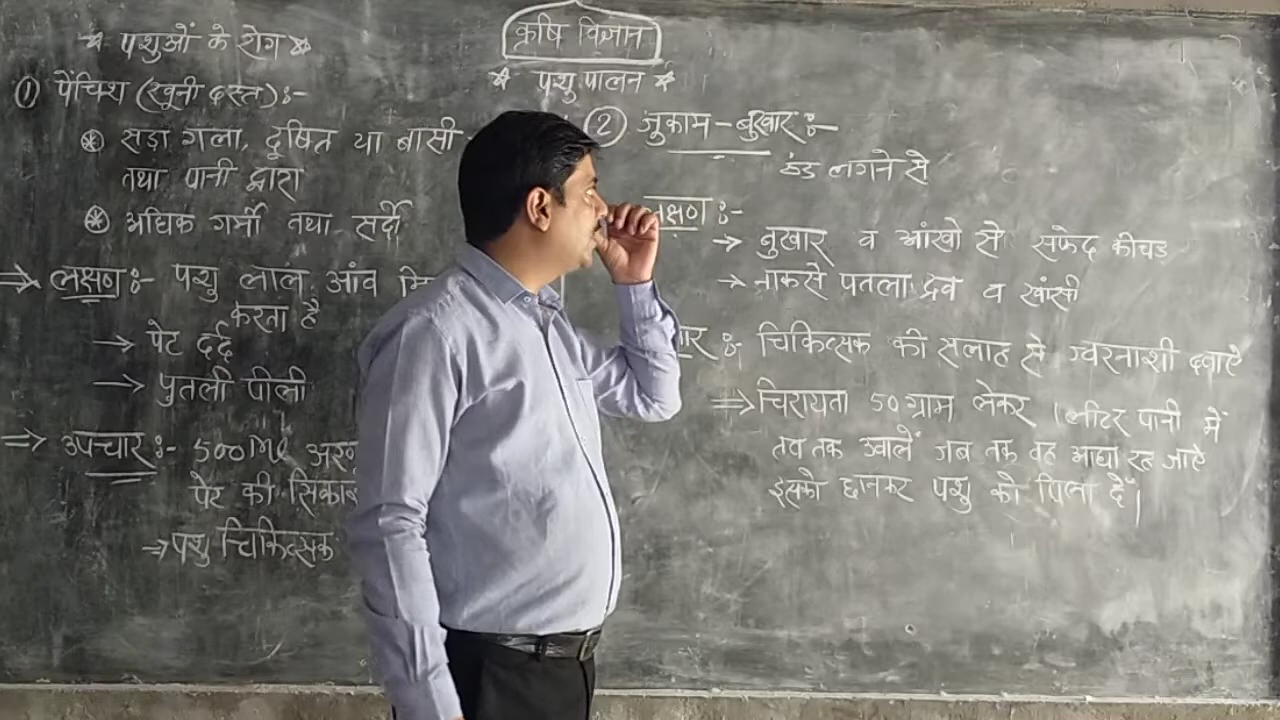 कृषि विज्ञान
* पशुपालन *
* पशुओं के रोग *
① पेंचिश (खूनी दस्त):-
⊛ सड़ा गला, दूषित या बासी
तथा पानी द्वारा
⊛ अधिक गर्मी तथा सर्दी
⇒ लक्षण:- पशु लाल आंव
करता है
→ पेट दर्द
→ पुतली पीली
⇒ उपचार:- 500ML
पेट की
⇒ पशु चिकित्सक
② जुकाम-बुखार:-
ठंड लगने से
लक्षण:-
→ बुखार व आंखो से सफेद कीचड
→ नाकसे पतला द्रव व खांसी
:- चिकित्सक की सलाह से ज्वरनाशी दवाऐं
⇒ चिरायता 50 ग्राम लेकर 1 लीटर पानी में
तब तक उबालें जब तक वह आधा रह जाऐ
इसको छानकर पशु को पिला दें।